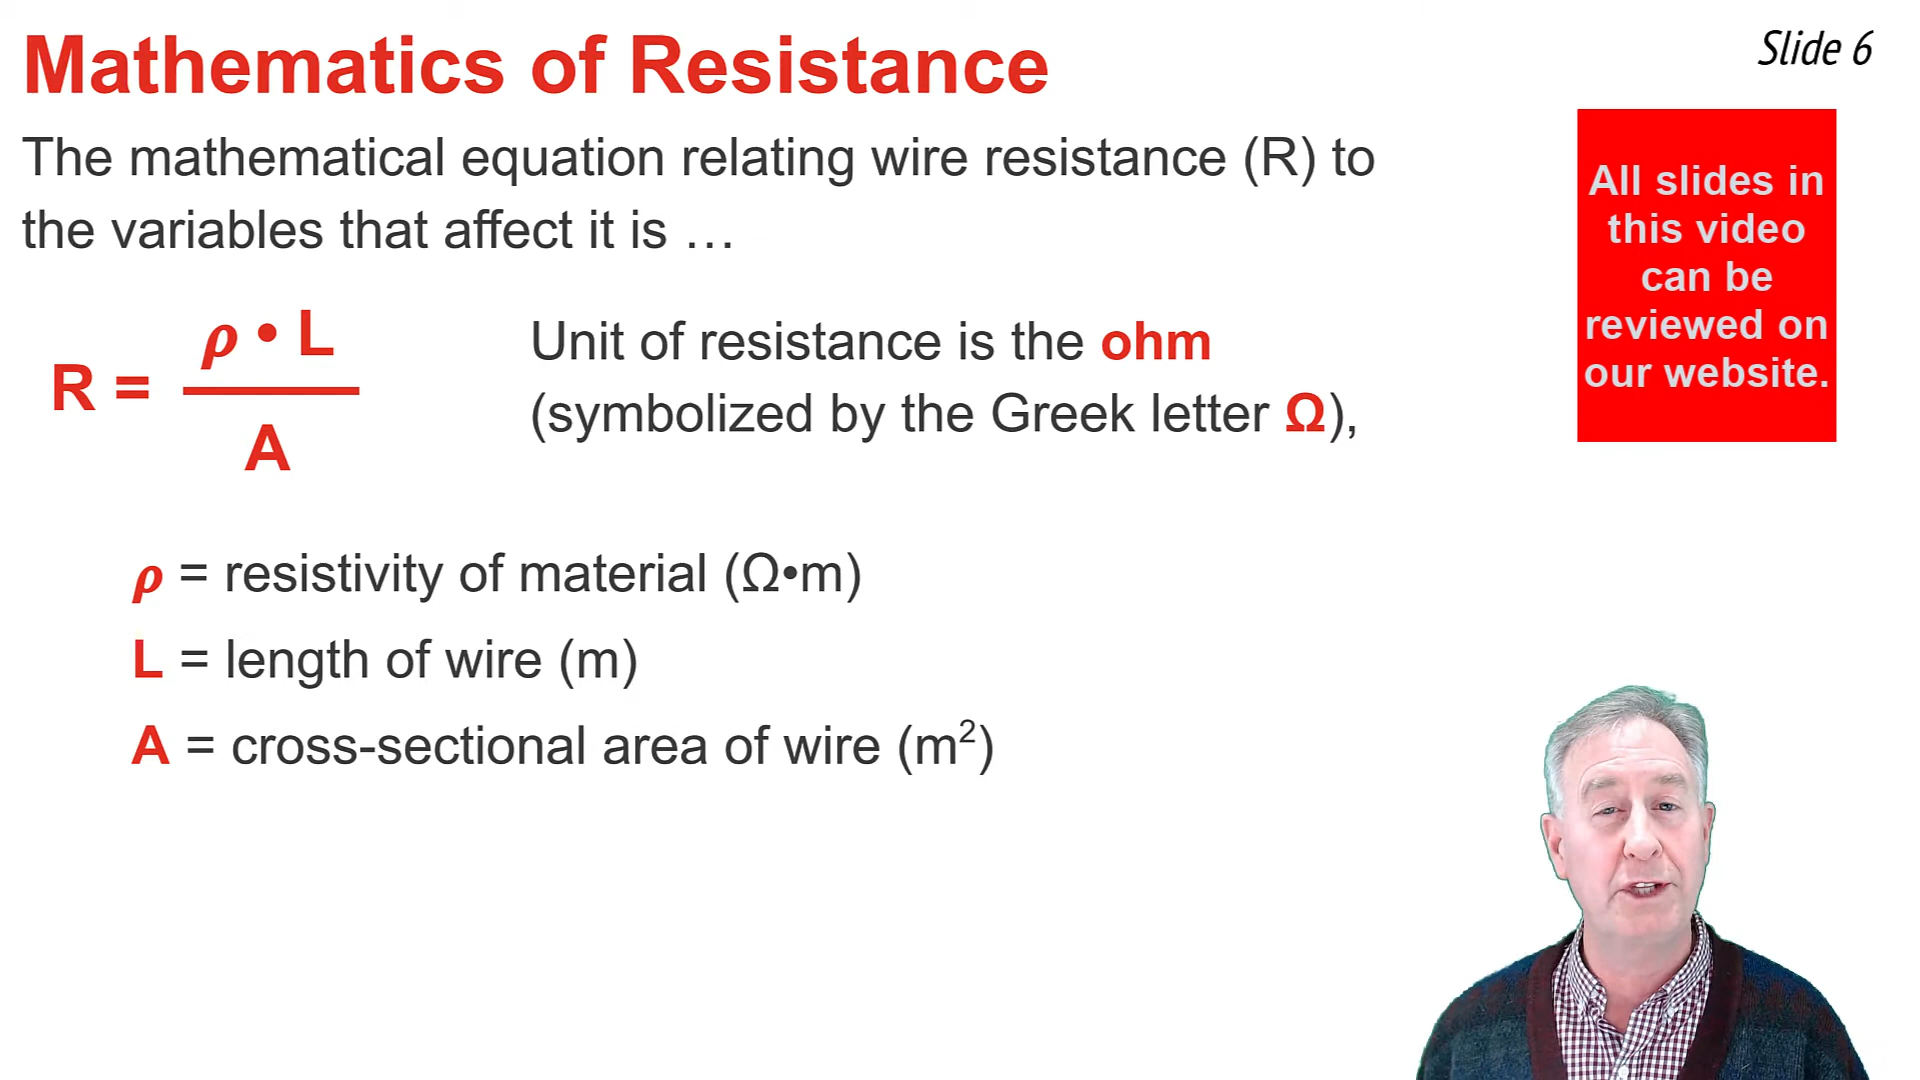 Mathematics of Resistance
Slide 6
The mathematical equation relating wire resistance (R) to
the variables that affect it is …
R = ρ • L / A
Unit of resistance is the ohm
(symbolized by the Greek letter Ω),
ρ = resistivity of material (Ω•m)
L = length of wire (m)
A = cross-sectional area of wire (m²)
All slides in
this video
can be
reviewed on
our website.